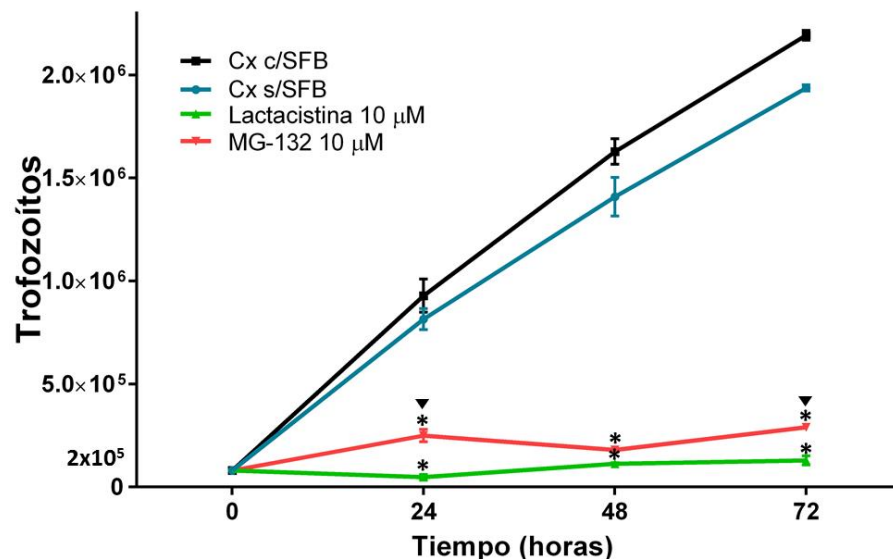 Cx c/SFB
Cx s/SFB
Lactacistina 10 μM
MG-132 10 μM
Trofozoítos
2.0×10⁶
1.5×10⁶
1.0×10⁶
5.0×10⁵
2x10⁵
0
* *
* *
* *
0 24 48 72
Tiempo (horas)